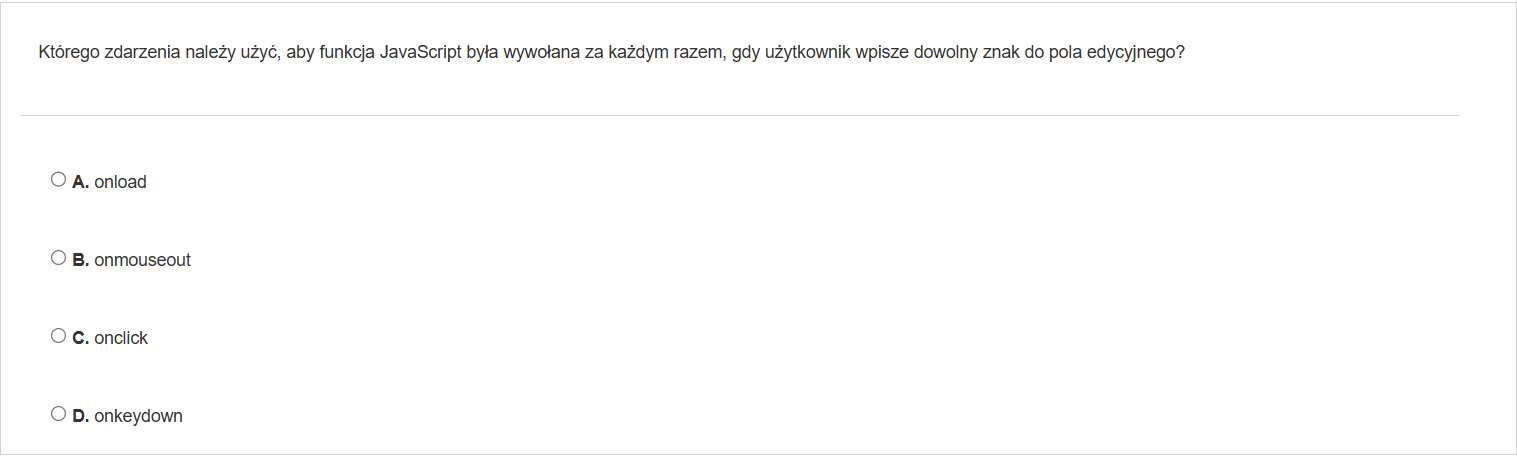 Którego zdarzenia należy użyć, aby funkcja JavaScript była wywołana za każdym razem, gdy użytkownik wpisze dowolny znak do pola edycyjnego?
A. onload
B. onmouseout
C. onclick
D. onkeydown